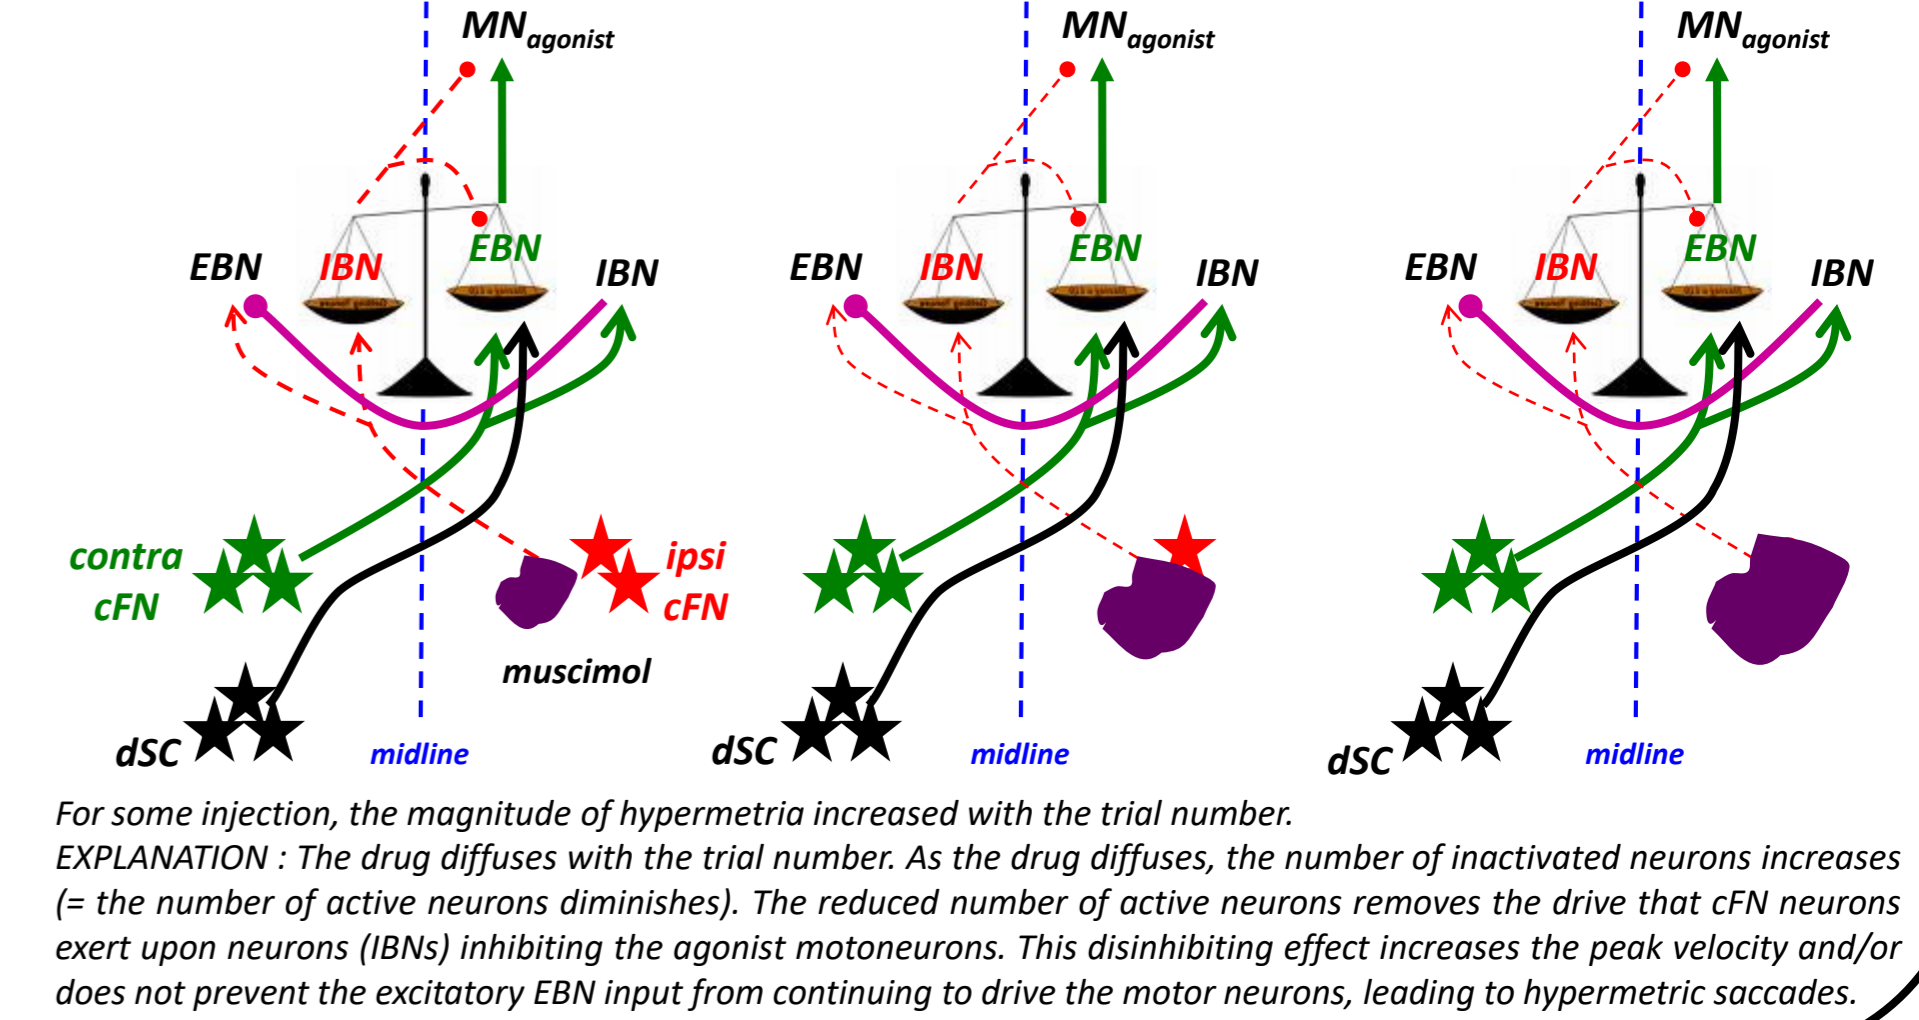 MNagonist MNagonist MNagonist
EBN IBN EBN IBN EBN IBN EBN IBN EBN IBN EBN IBN
contra cFN
ipsi cFN
muscimol
dSC dSC dSC
midline midline midline
For some injection, the magnitude of hypermetria increased with the trial number.
EXPLANATION : The drug diffuses with the trial number. As the drug diffuses, the number of inactivated neurons increases
(= the number of active neurons diminishes). The reduced number of active neurons removes the drive that cFN neurons
exert upon neurons (IBNs) inhibiting the agonist motoneurons. This disinhibiting effect increases the peak velocity and/or
does not prevent the excitatory EBN input from continuing to drive the motor neurons, leading to hypermetric saccades.